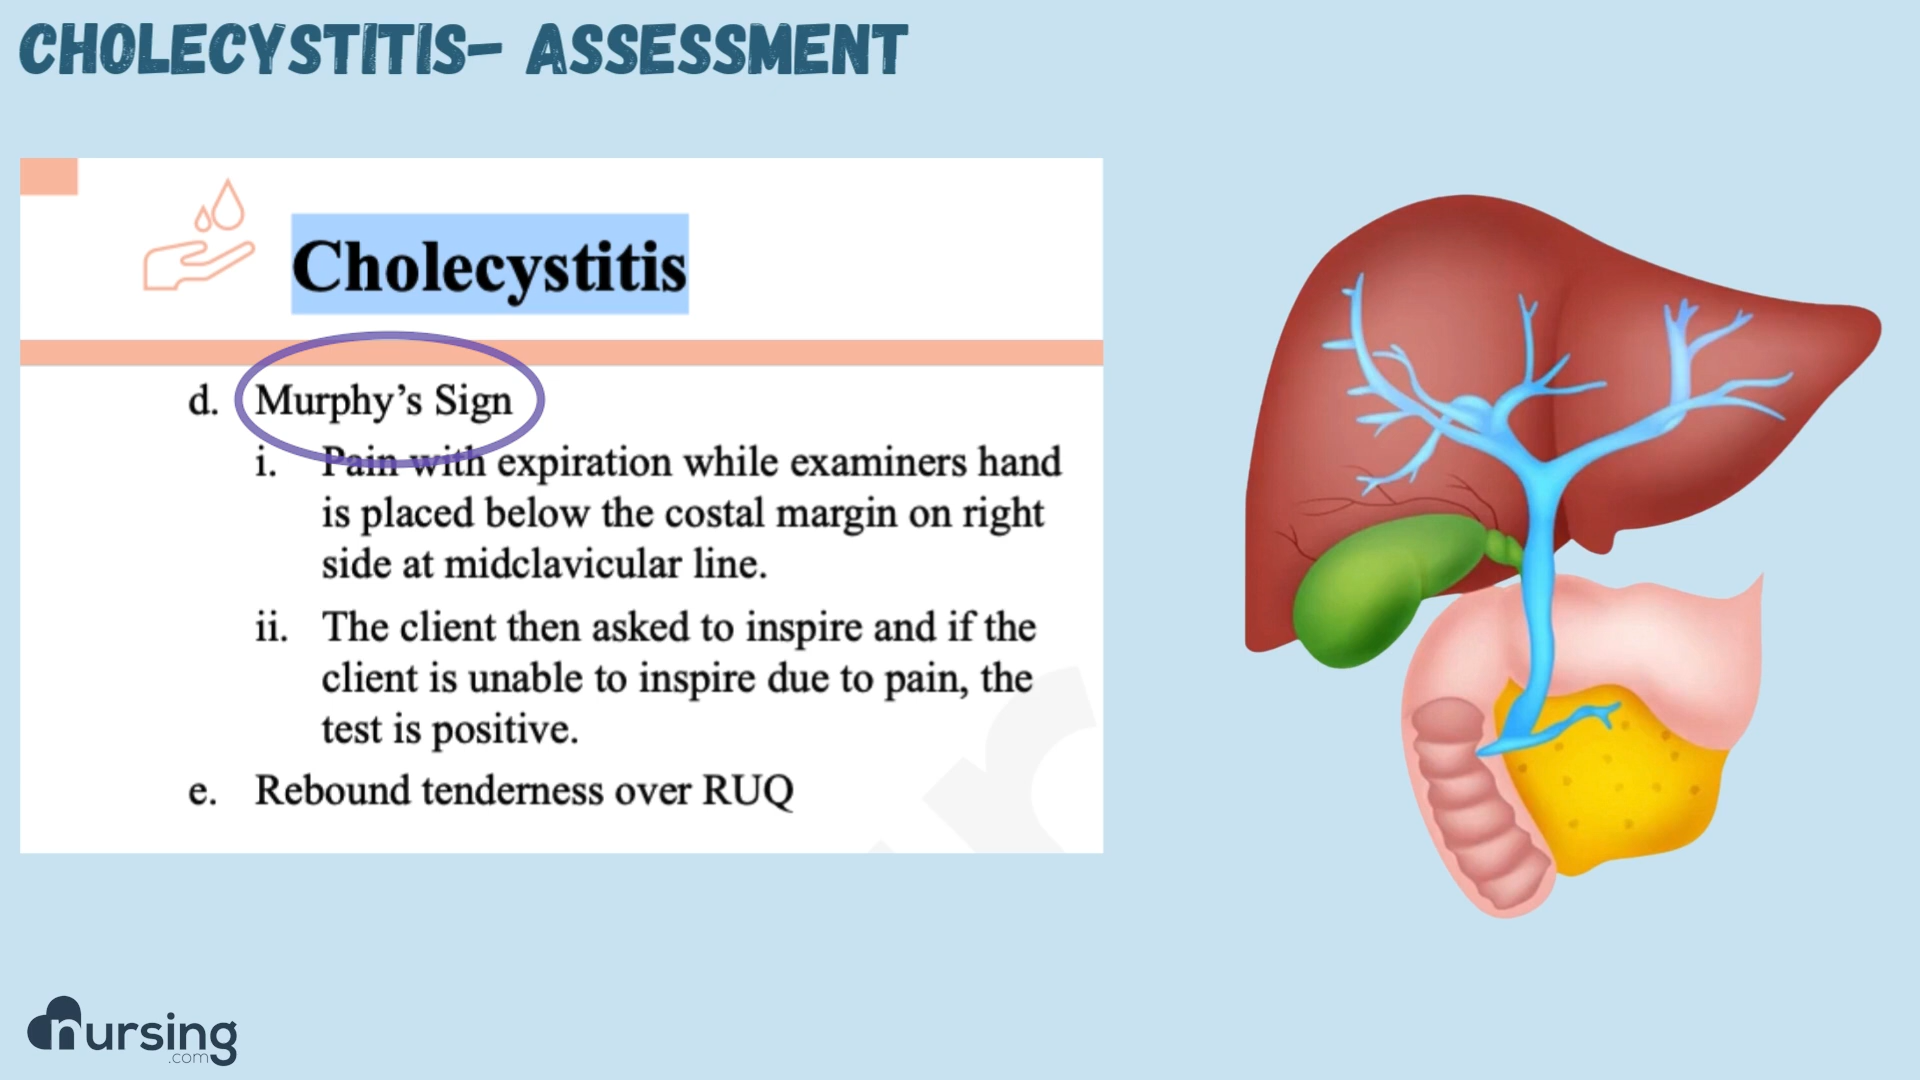 CHOLECYSTITIS- ASSESSMENT
Cholecystitis
d. Murphy's Sign
i. Pain with expiration while examiners hand
is placed below the costal margin on right
side at midclavicular line.
ii. The client then asked to inspire and if the
client is unable to inspire due to pain, the
test is positive.
e. Rebound tenderness over RUQ
nursing
.com